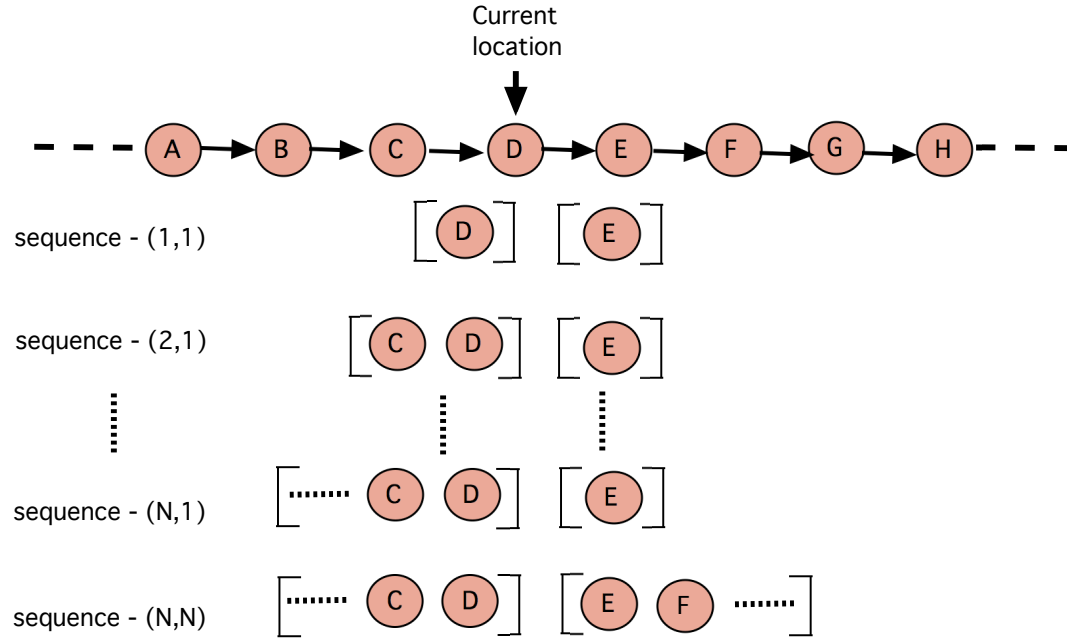 Current
location
A B C D E F G H
sequence - (1,1) D E
sequence - (2,1) C D E
sequence - (N,1) C D E
sequence - (N,N) C D E F